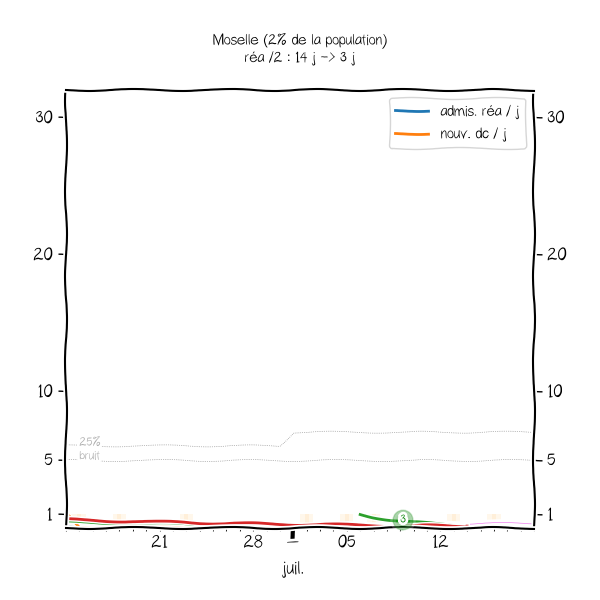 Moselle (2% de la population)
réa /2 : 14 j -> 3 j
admis. réa / j
nouv. dc / j
30
30
20
20
10
10
25%
5
bruit
5
1
3
1
21
28
05
12
juil.